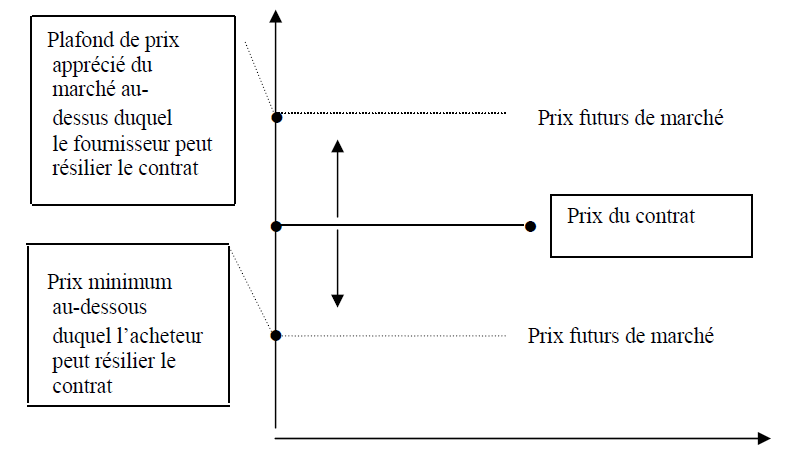 Plafond de prix
apprécié du
marché au-
dessus duquel
le fournisseur peut
résilier le contrat
Prix futurs de marché
Prix du contrat
Prix minimum
au-dessous
duquel l’acheteur
peut résilier le
contrat
Prix futurs de marché